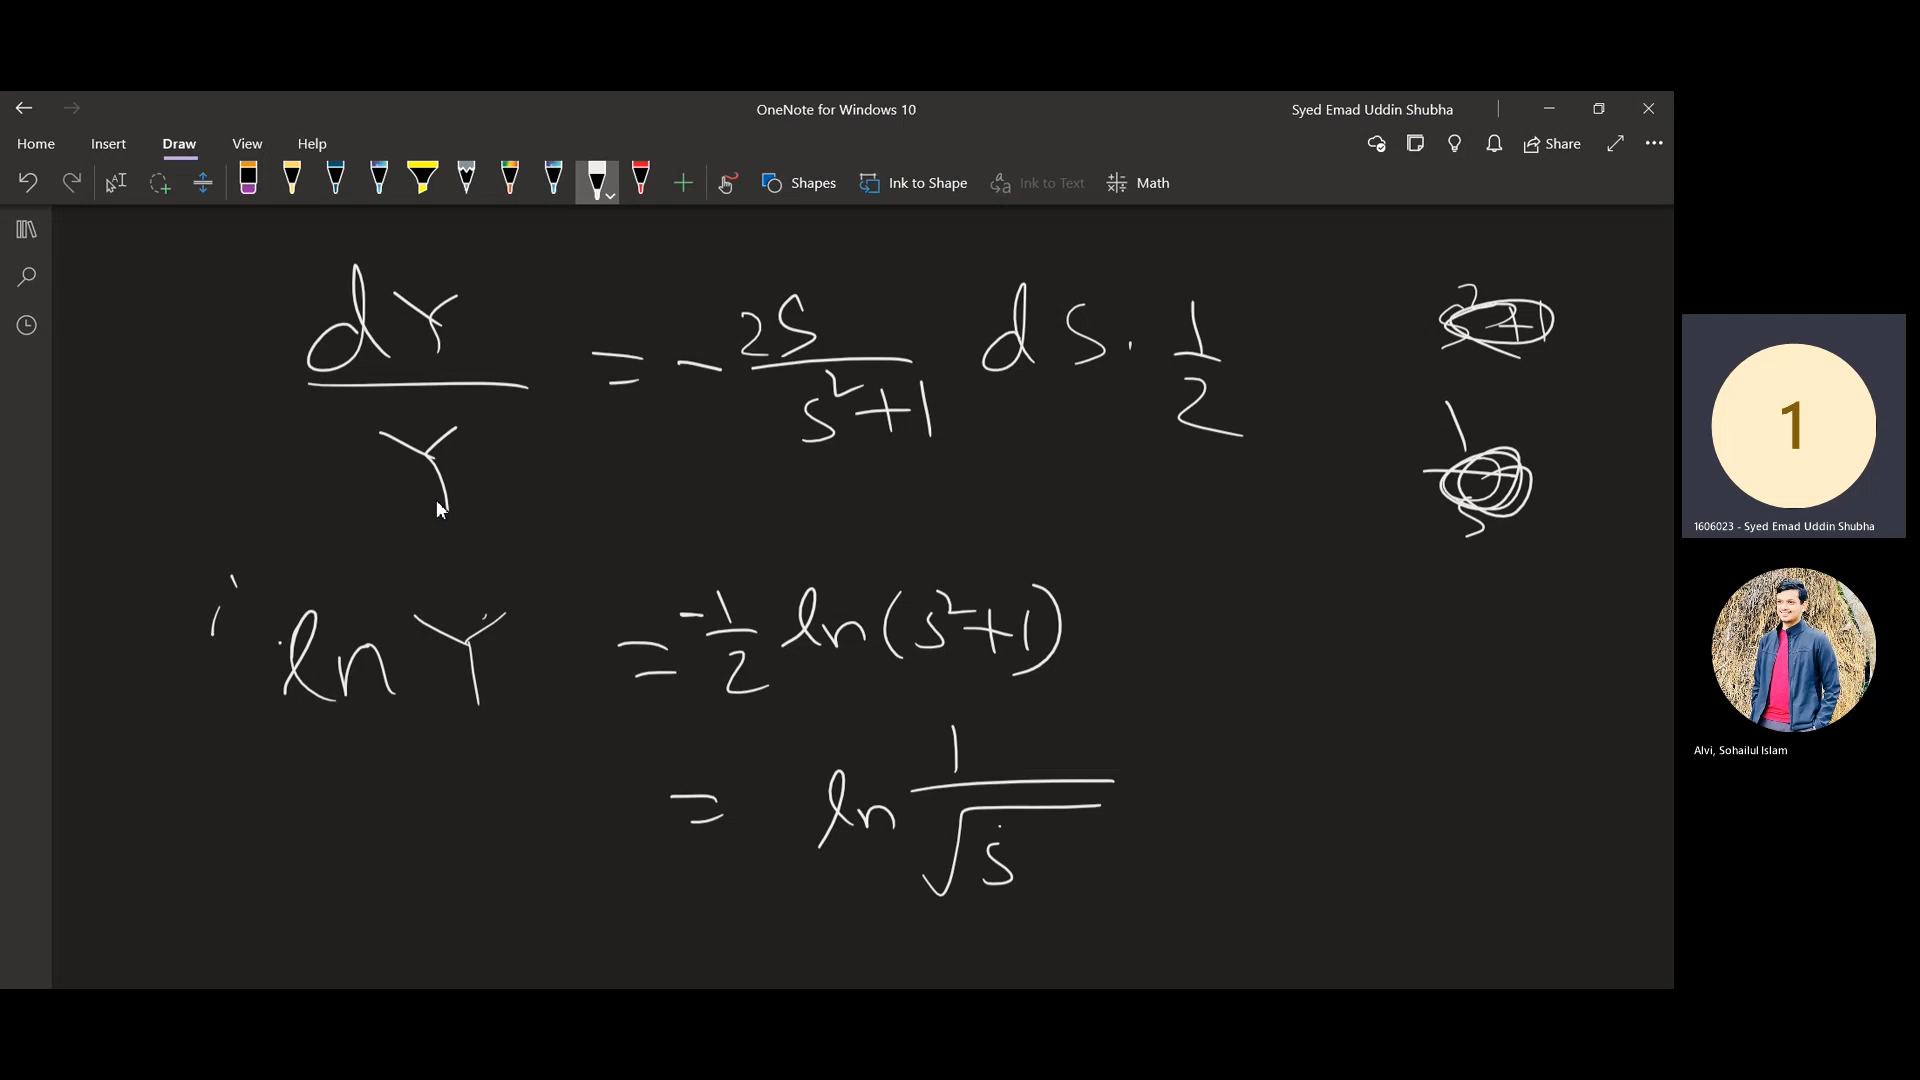 OneNote for Windows 10
Syed Emad Uddin Shubha
Home Insert Draw View Help
Share
Shapes Ink to Shape Ink to Text Math
dY/Y = - 2S/(s²+1) ds · 1/2
ln Y = -1/2 ln(s²+1)
= ln 1/√s
1
1606023 - Syed Emad Uddin Shubha
Alvi, Sohailul Islam